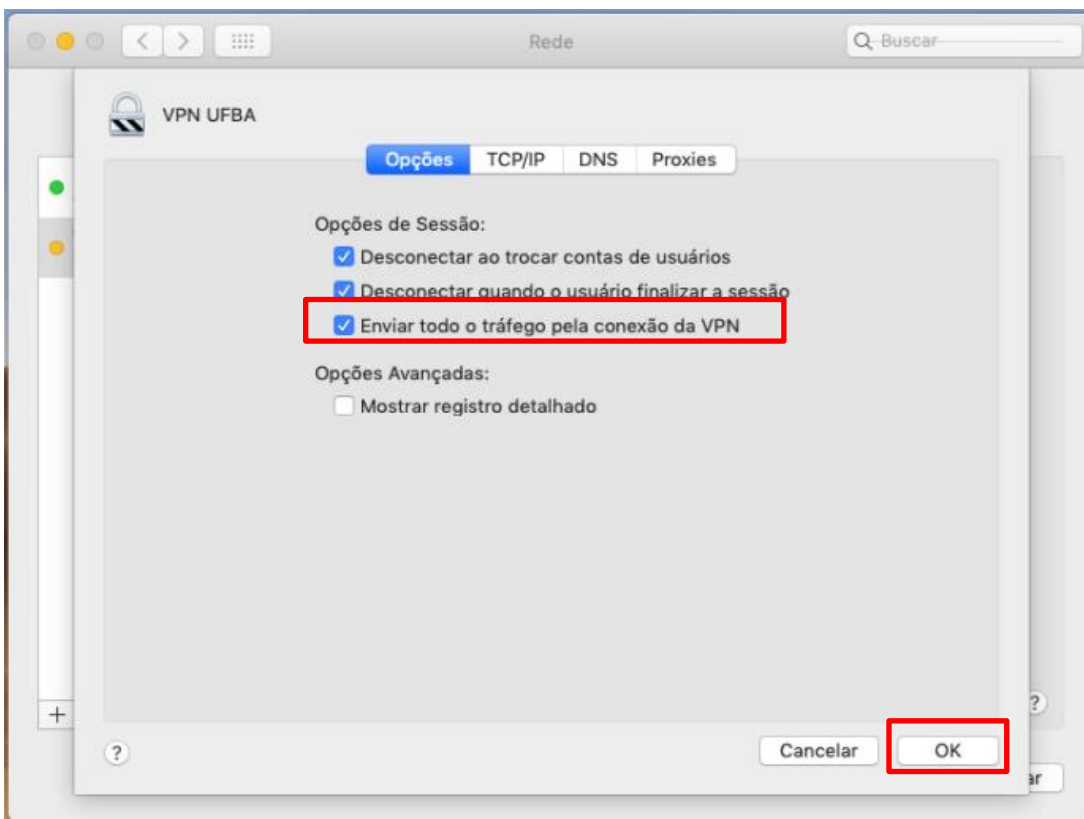 Rede
Buscar
VPN UFBA
Opções TCP/IP DNS Proxies
Opções de Sessão:
Desconectar ao trocar contas de usuários
Desconectar quando o usuário finalizar a sessão
Enviar todo o tráfego pela conexão da VPN
Opções Avançadas:
Mostrar registro detalhado
+
?
?
Cancelar OK
ar